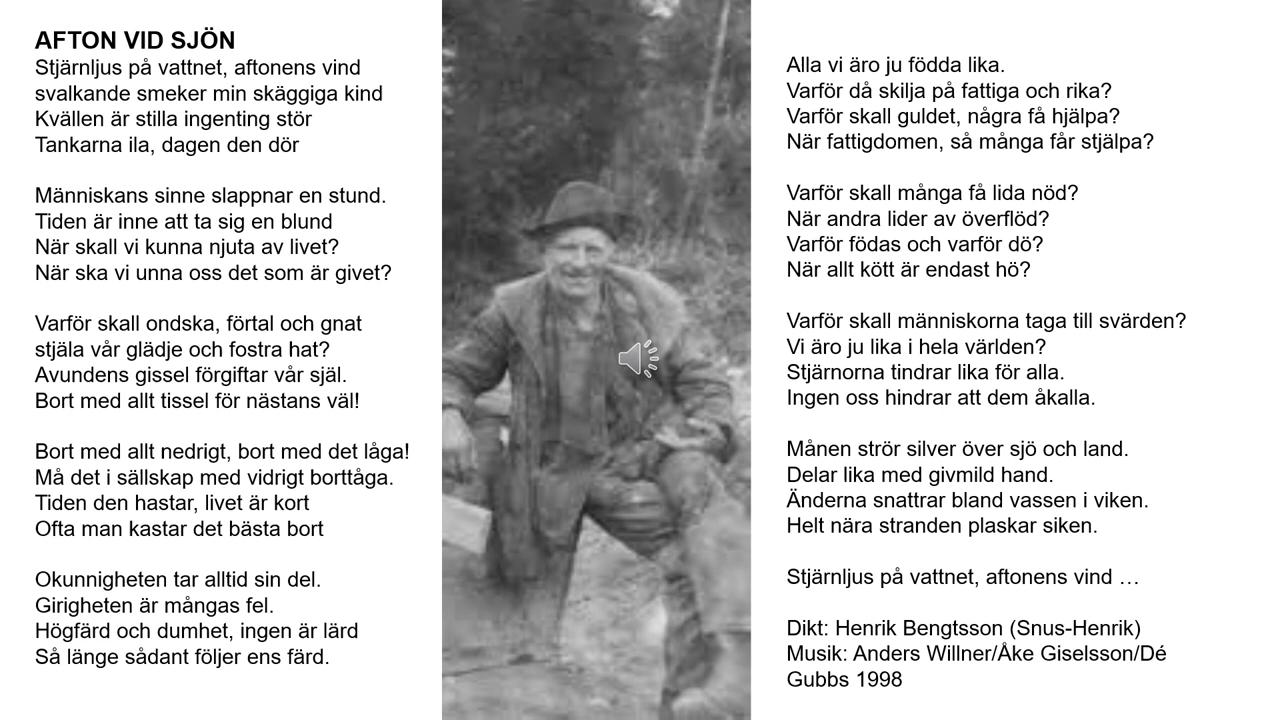 AFTON VID SJÖN
Stjärnljus på vattnet, aftonens vind
svalkande smeker min skäggiga kind
Kvällen är stilla ingenting stör
Tankarna ila, dagen den dör

Människans sinne slappnar en stund.
Tiden är inne att ta sig en blund
När skall vi kunna njuta av livet?
När ska vi unna oss det som är givet?

Varför skall ondska, förtal och gnat
stjäla vår glädje och fostra hat?
Avundens gissel förgiftar vår själ.
Bort med allt tissel för nästans väl!

Bort med allt nedrigt, bort med det låga!
Må det i sällskap med vidrigt borttåga.
Tiden den hastar, livet är kort
Ofta man kastar det bästa bort

Okunnigheten tar alltid sin del.
Girigheten är mångas fel.
Högfärd och dumhet, ingen är lärd
Så länge sådant följer ens färd.

Alla vi äro ju födda lika.
Varför då skilja på fattiga och rika?
Varför skall guldet, några få hjälpa?
När fattigdomen, så många får stjälpa?

Varför skall många få lida nöd?
När andra lider av överflöd?
Varför födas och varför dö?
När allt kött är endast hö?

Varför skall människorna taga till svärden?
Vi äro ju lika i hela världen?
Stjärnorna tindrar lika för alla.
Ingen oss hindrar att dem åkalla.

Månen strör silver över sjö och land.
Delar lika med givmild hand.
Änderna snattrar bland vassen i viken.
Helt nära stranden plaskar siken.

Stjärnljus på vattnet, aftonens vind …

Dikt: Henrik Bengtsson (Snus-Henrik)
Musik: Anders Willner/Åke Giselsson/Dé
Gubbs 1998